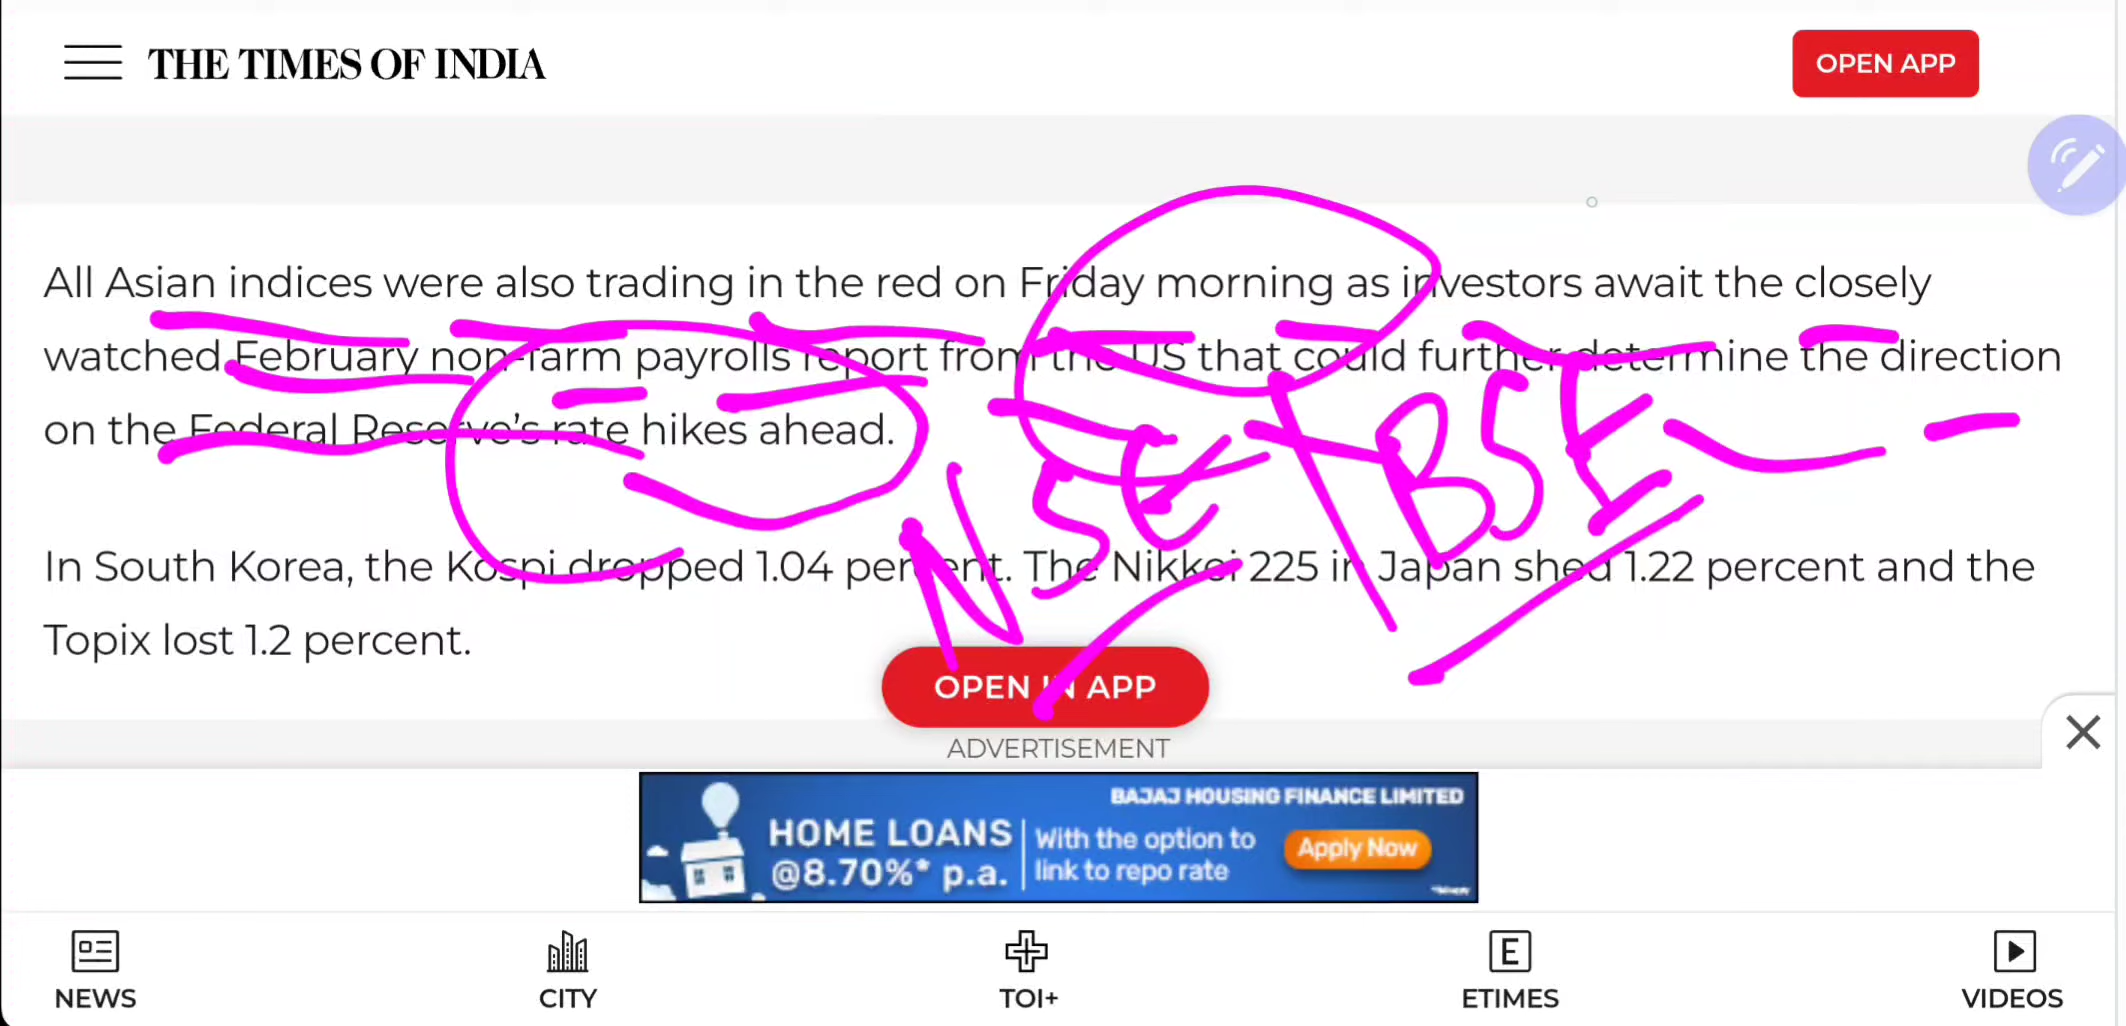 THE TIMES OF INDIA
OPEN APP
All Asian indices were also trading in the red on Friday morning as investors await the closely
watched February non-farm payrolls report from the US that could further determine the direction
on the Federal Reserve's rate hikes ahead.
NSE BSE
In South Korea, the Kospi dropped 1.04 percent. The Nikkei 225 in Japan shed 1.22 percent and the
Topix lost 1.2 percent.
OPEN IN APP
ADVERTISEMENT
BAJAJ HOUSING FINANCE LIMITED
HOME LOANS
@8.70%* p.a.
With the option to
link to repo rate
Apply Now
NEWS
CITY
TOI+
E
ETIMES
VIDEOS